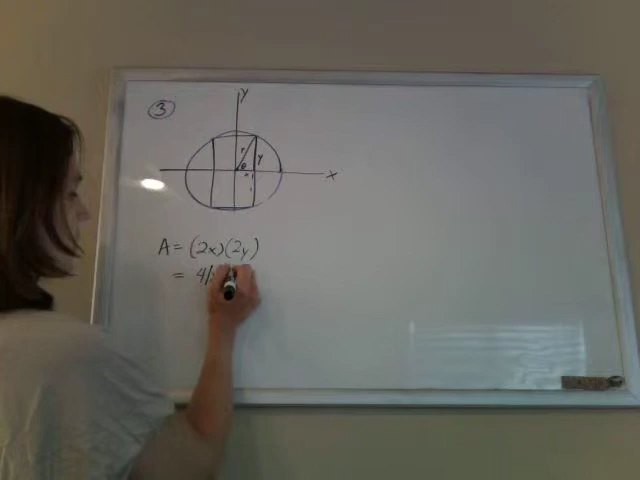 ③
y
r
y
θ
x
x
A = (2x)(2y)
= 4